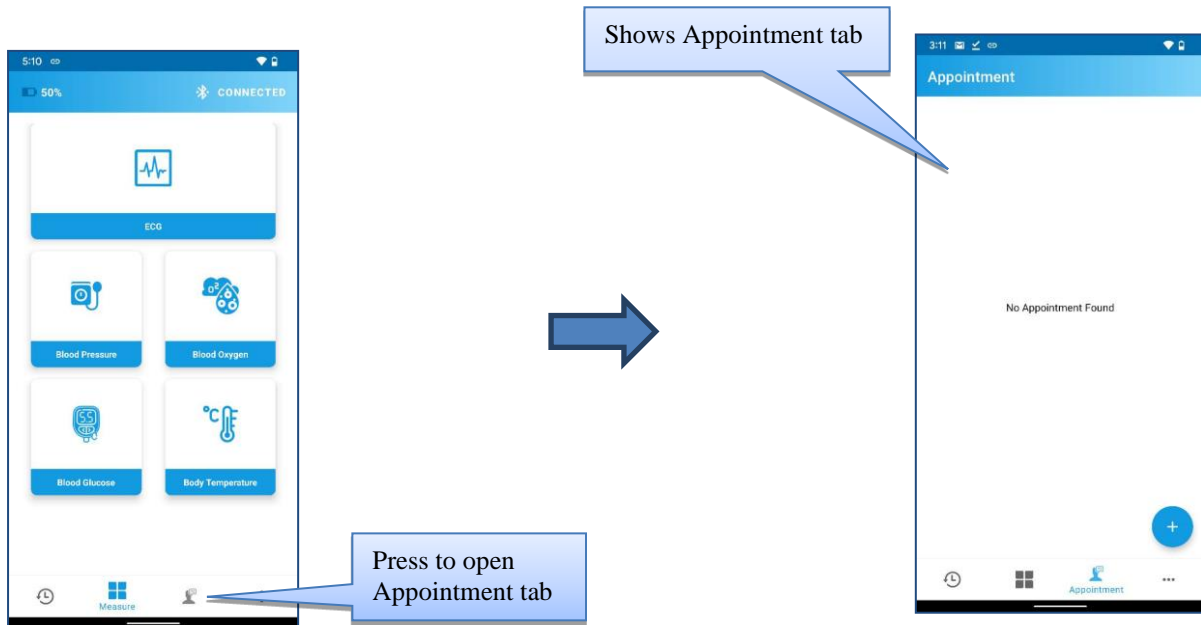 Shows Appointment tab
5:10
50%
CONNECTED
ECG
Blood Pressure
Blood Oxygen
Blood Glucose
Body Temperature
Measure
Press to open
Appointment tab
3:11
Appointment
No Appointment Found
+
Appointment